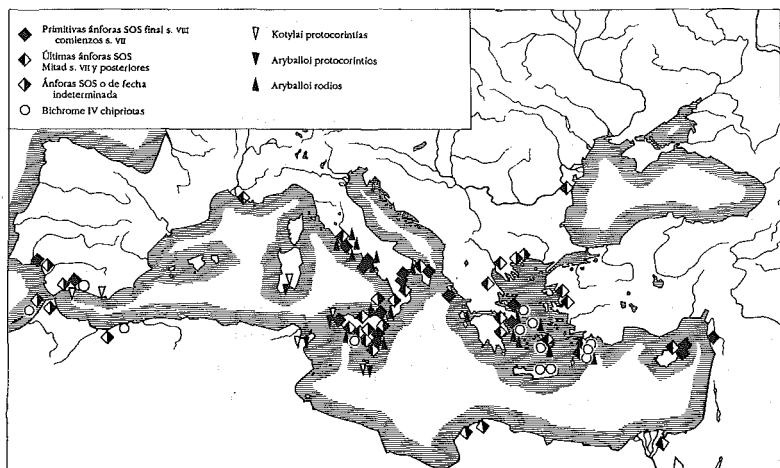 Primitivas ánforas SOS final s. VIII
comienzos s. VII
Últimas ánforas SOS
Mitad s. VII y posteriores
Ánforas SOS o de fecha
indeterminada
Bichrome IV chipriotas
Kotylai protocorintias
Aryballoi protocorintios
Aryballoi rodios